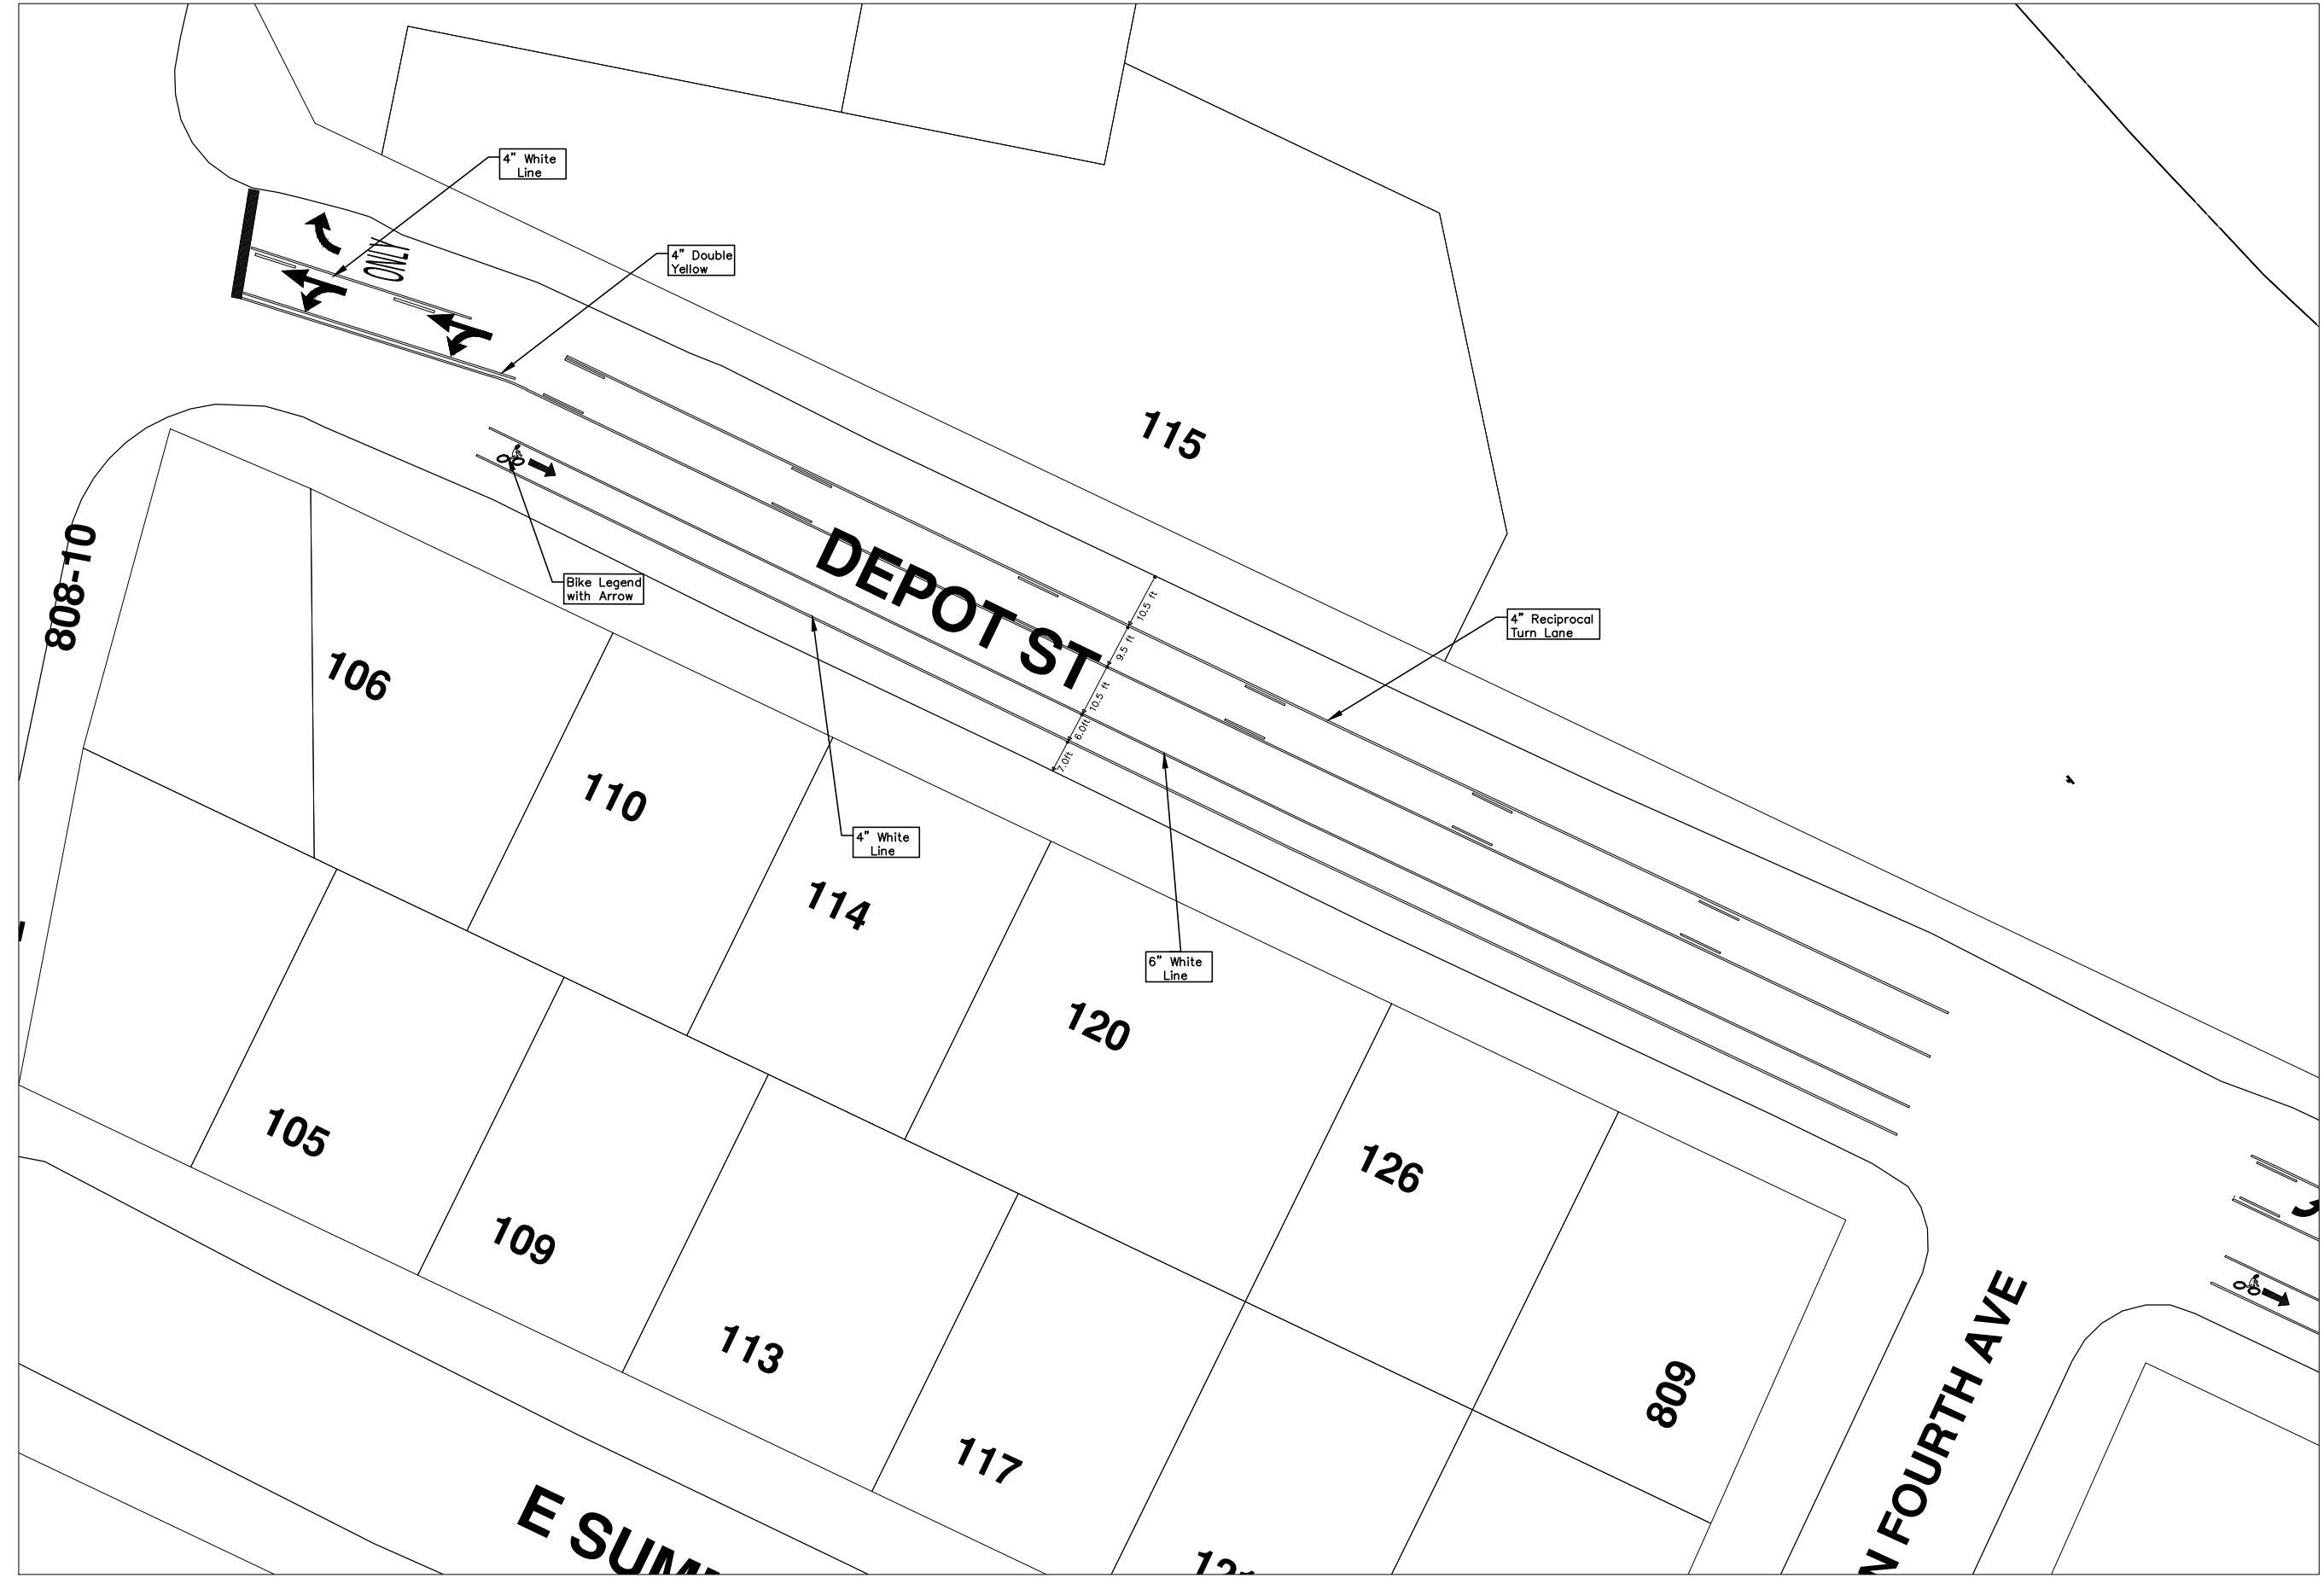 4" White
Line
4" Double
Yellow
ONLY
115
808-10
DEPOT ST
Bike Legend
with Arrow
10.5 ft
9.5 ft
10.5 ft
6.0ft
7.0ft
4" Reciprocal
Turn Lane
106
110
4" White
Line
114
6" White
Line
120
105
126
109
113
809
117
N FOURTH AVE
E SUM